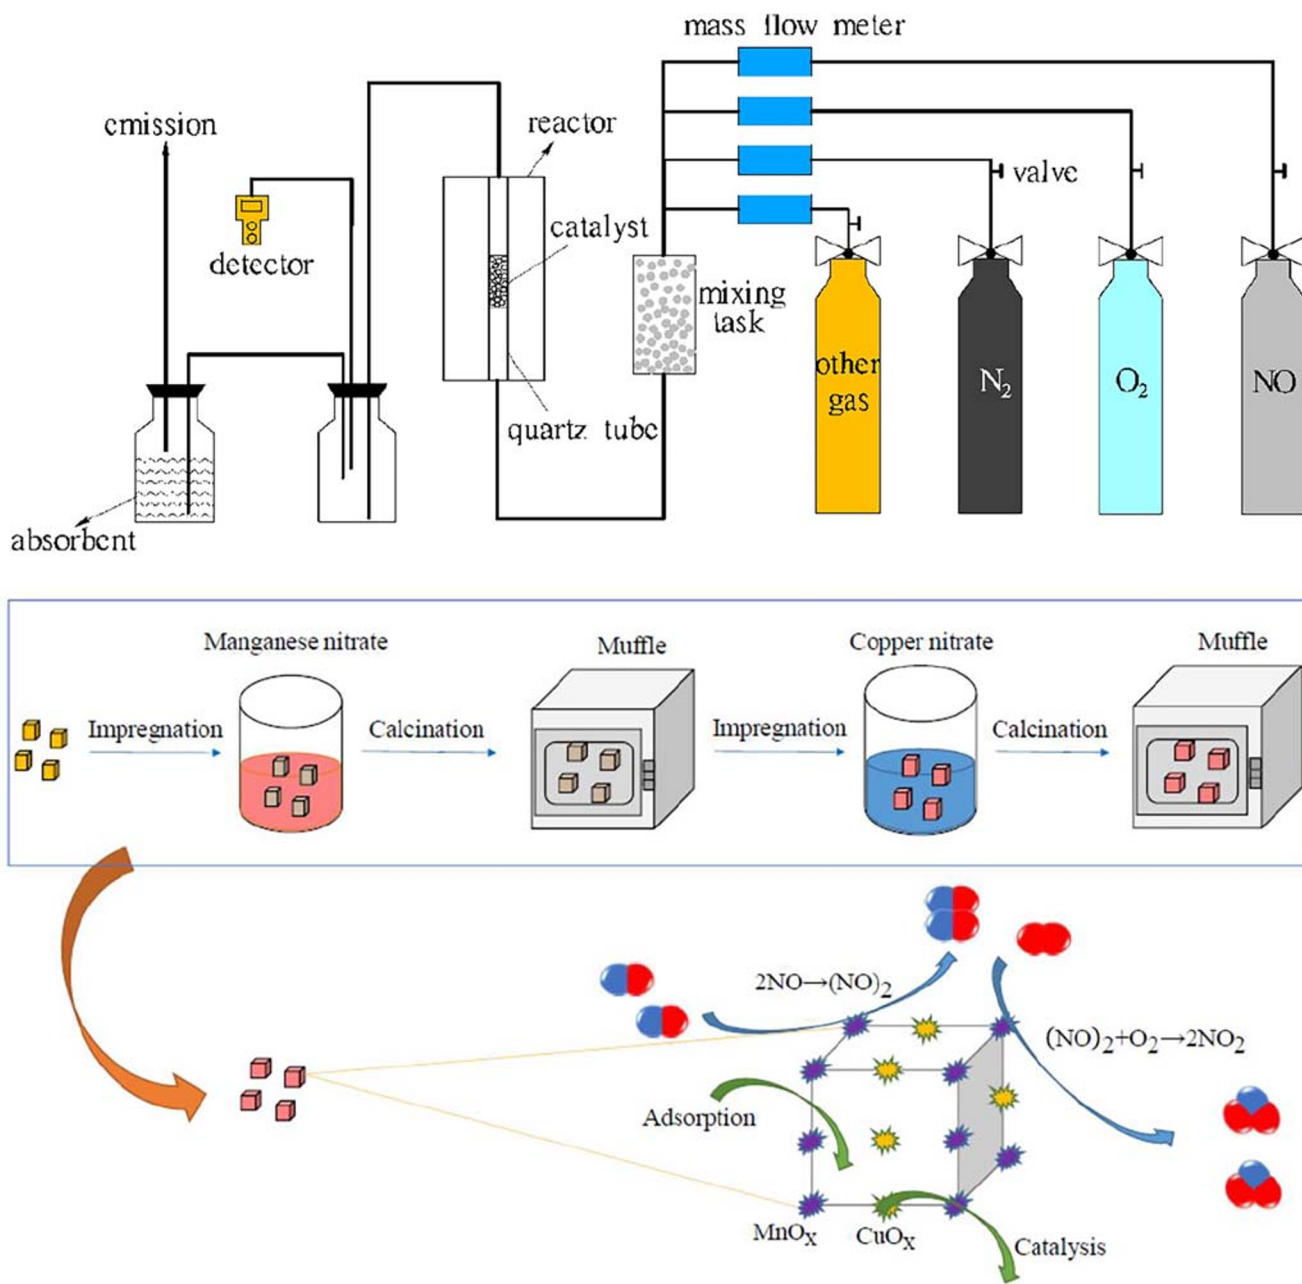 mass flow meter
emission
reactor
valve
catalyst
detector
mixing
task
other
gas
N₂
O₂
NO
quartz tube
absorbent
Manganese nitrate
Muffle
Copper nitrate
Muffle
Impregnation
Calcination
Impregnation
Calcination
2NO→(NO)₂
(NO)₂+O₂→2NO₂
Adsorption
MnOₓ
CuOₓ
Catalysis